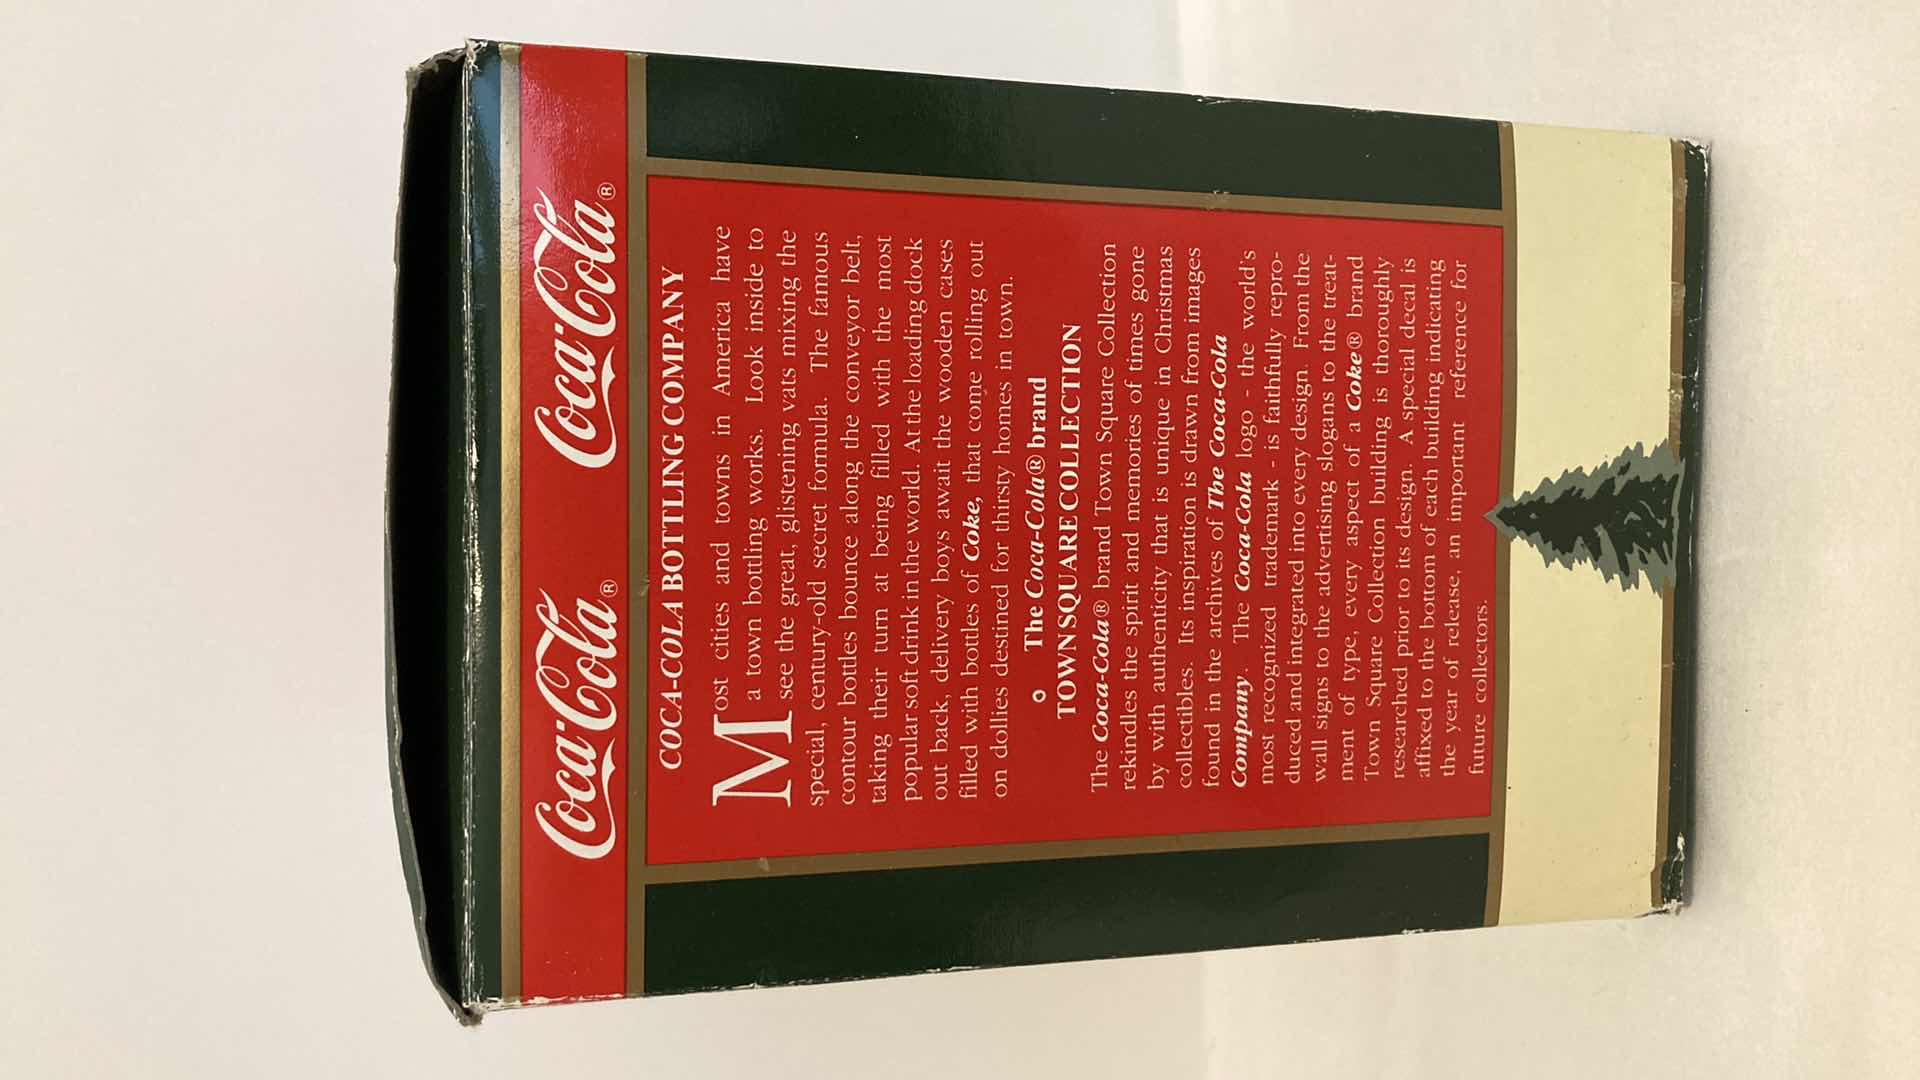 Coca-Cola® Coca-Cola®
COCA-COLA BOTTLING COMPANY
Most cities and towns in America have
a town bottling works. Look inside to
see the great, glistening vats mixing the
special, century-old secret formula. The famous
contour bottles bounce along the conveyor belt,
taking their turn at being filled with the most
popular soft drink in the world. At the loading dock
out back, delivery boys await the wooden cases
filled with bottles of Coke, that come rolling out
on dollies destined for thirsty homes in town.
The Coca-Cola® brand
TOWN SQUARE COLLECTION
The Coca-Cola® brand Town Square Collection
rekindles the spirit and memories of times gone
by with authenticity that is unique in Christmas
collectibles. Its inspiration is drawn from images
found in the archives of The Coca-Cola
Company. The Coca-Cola logo - the world's
most recognized trademark - is faithfully repro-
duced and integrated into every design. From the
wall signs to the advertising slogans to the treat-
ment of type, every aspect of a Coke® brand
Town Square Collection building is thoroughly
researched prior to its design. A special decal is
affixed to the bottom of each building indicating
the year of release, an important reference for
future collectors.